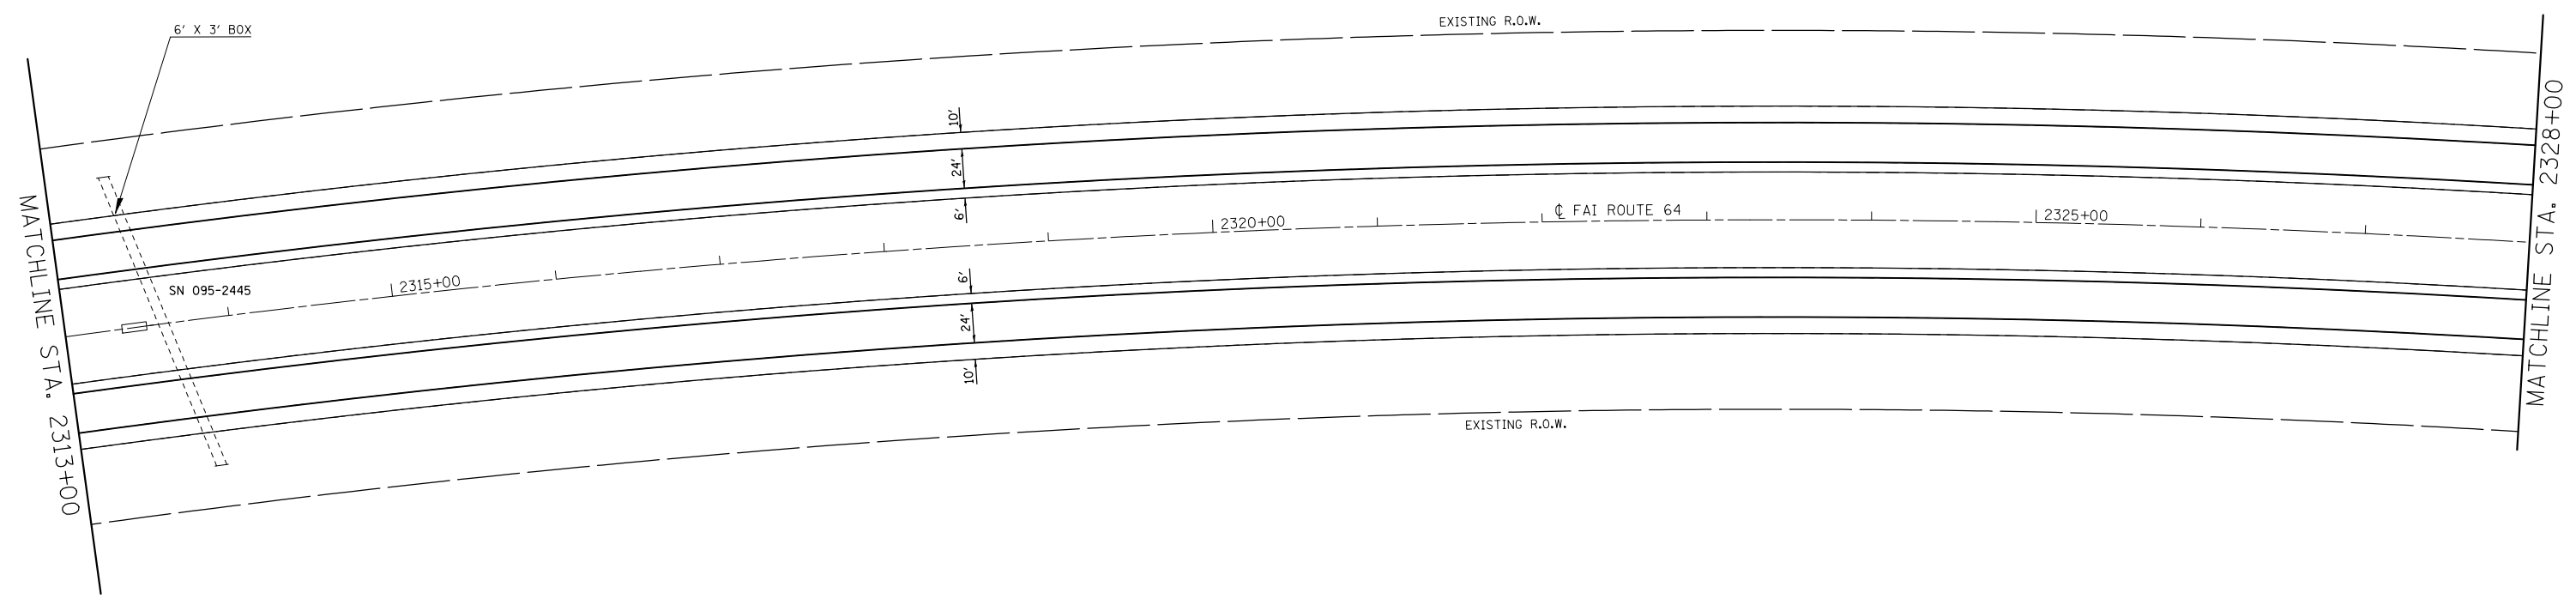 EXISTING R.O.W.
6' X 3' BOX
10'
24'
6'
MATCHLINE STA. 2328+00
℄ FAI ROUTE 64
2320+00
2325+00
MATCHLINE STA. 2313+00
2315+00
SN 095-2445
6'
24'
10'
EXISTING R.O.W.